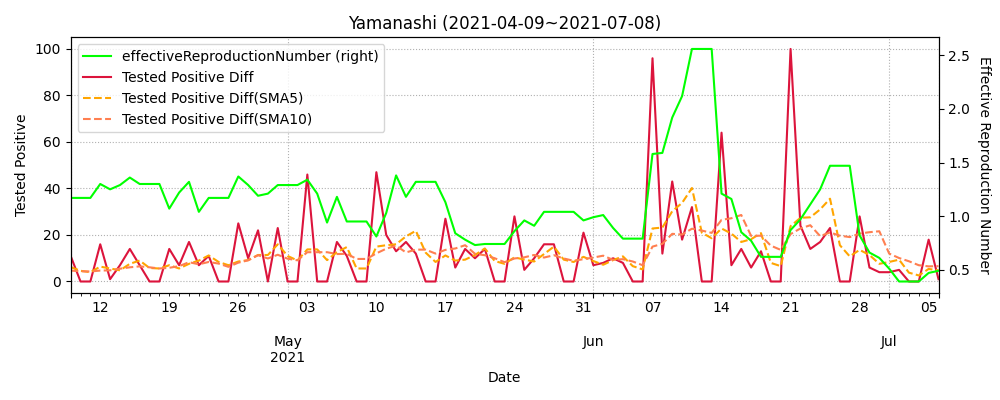 Yamanashi (2021-04-09~2021-07-08)
effectiveReproductionNumber (right)
Tested Positive Diff
Tested Positive Diff(SMA5)
Tested Positive Diff(SMA10)
Tested Positive
100
80
60
40
20
0
2.5
2.0
1.5
1.0
0.5
Effective Reproduction Number
12 19 26 03 10 17 24 31 07 14 21 28 05
May Jun Jul
2021
Date